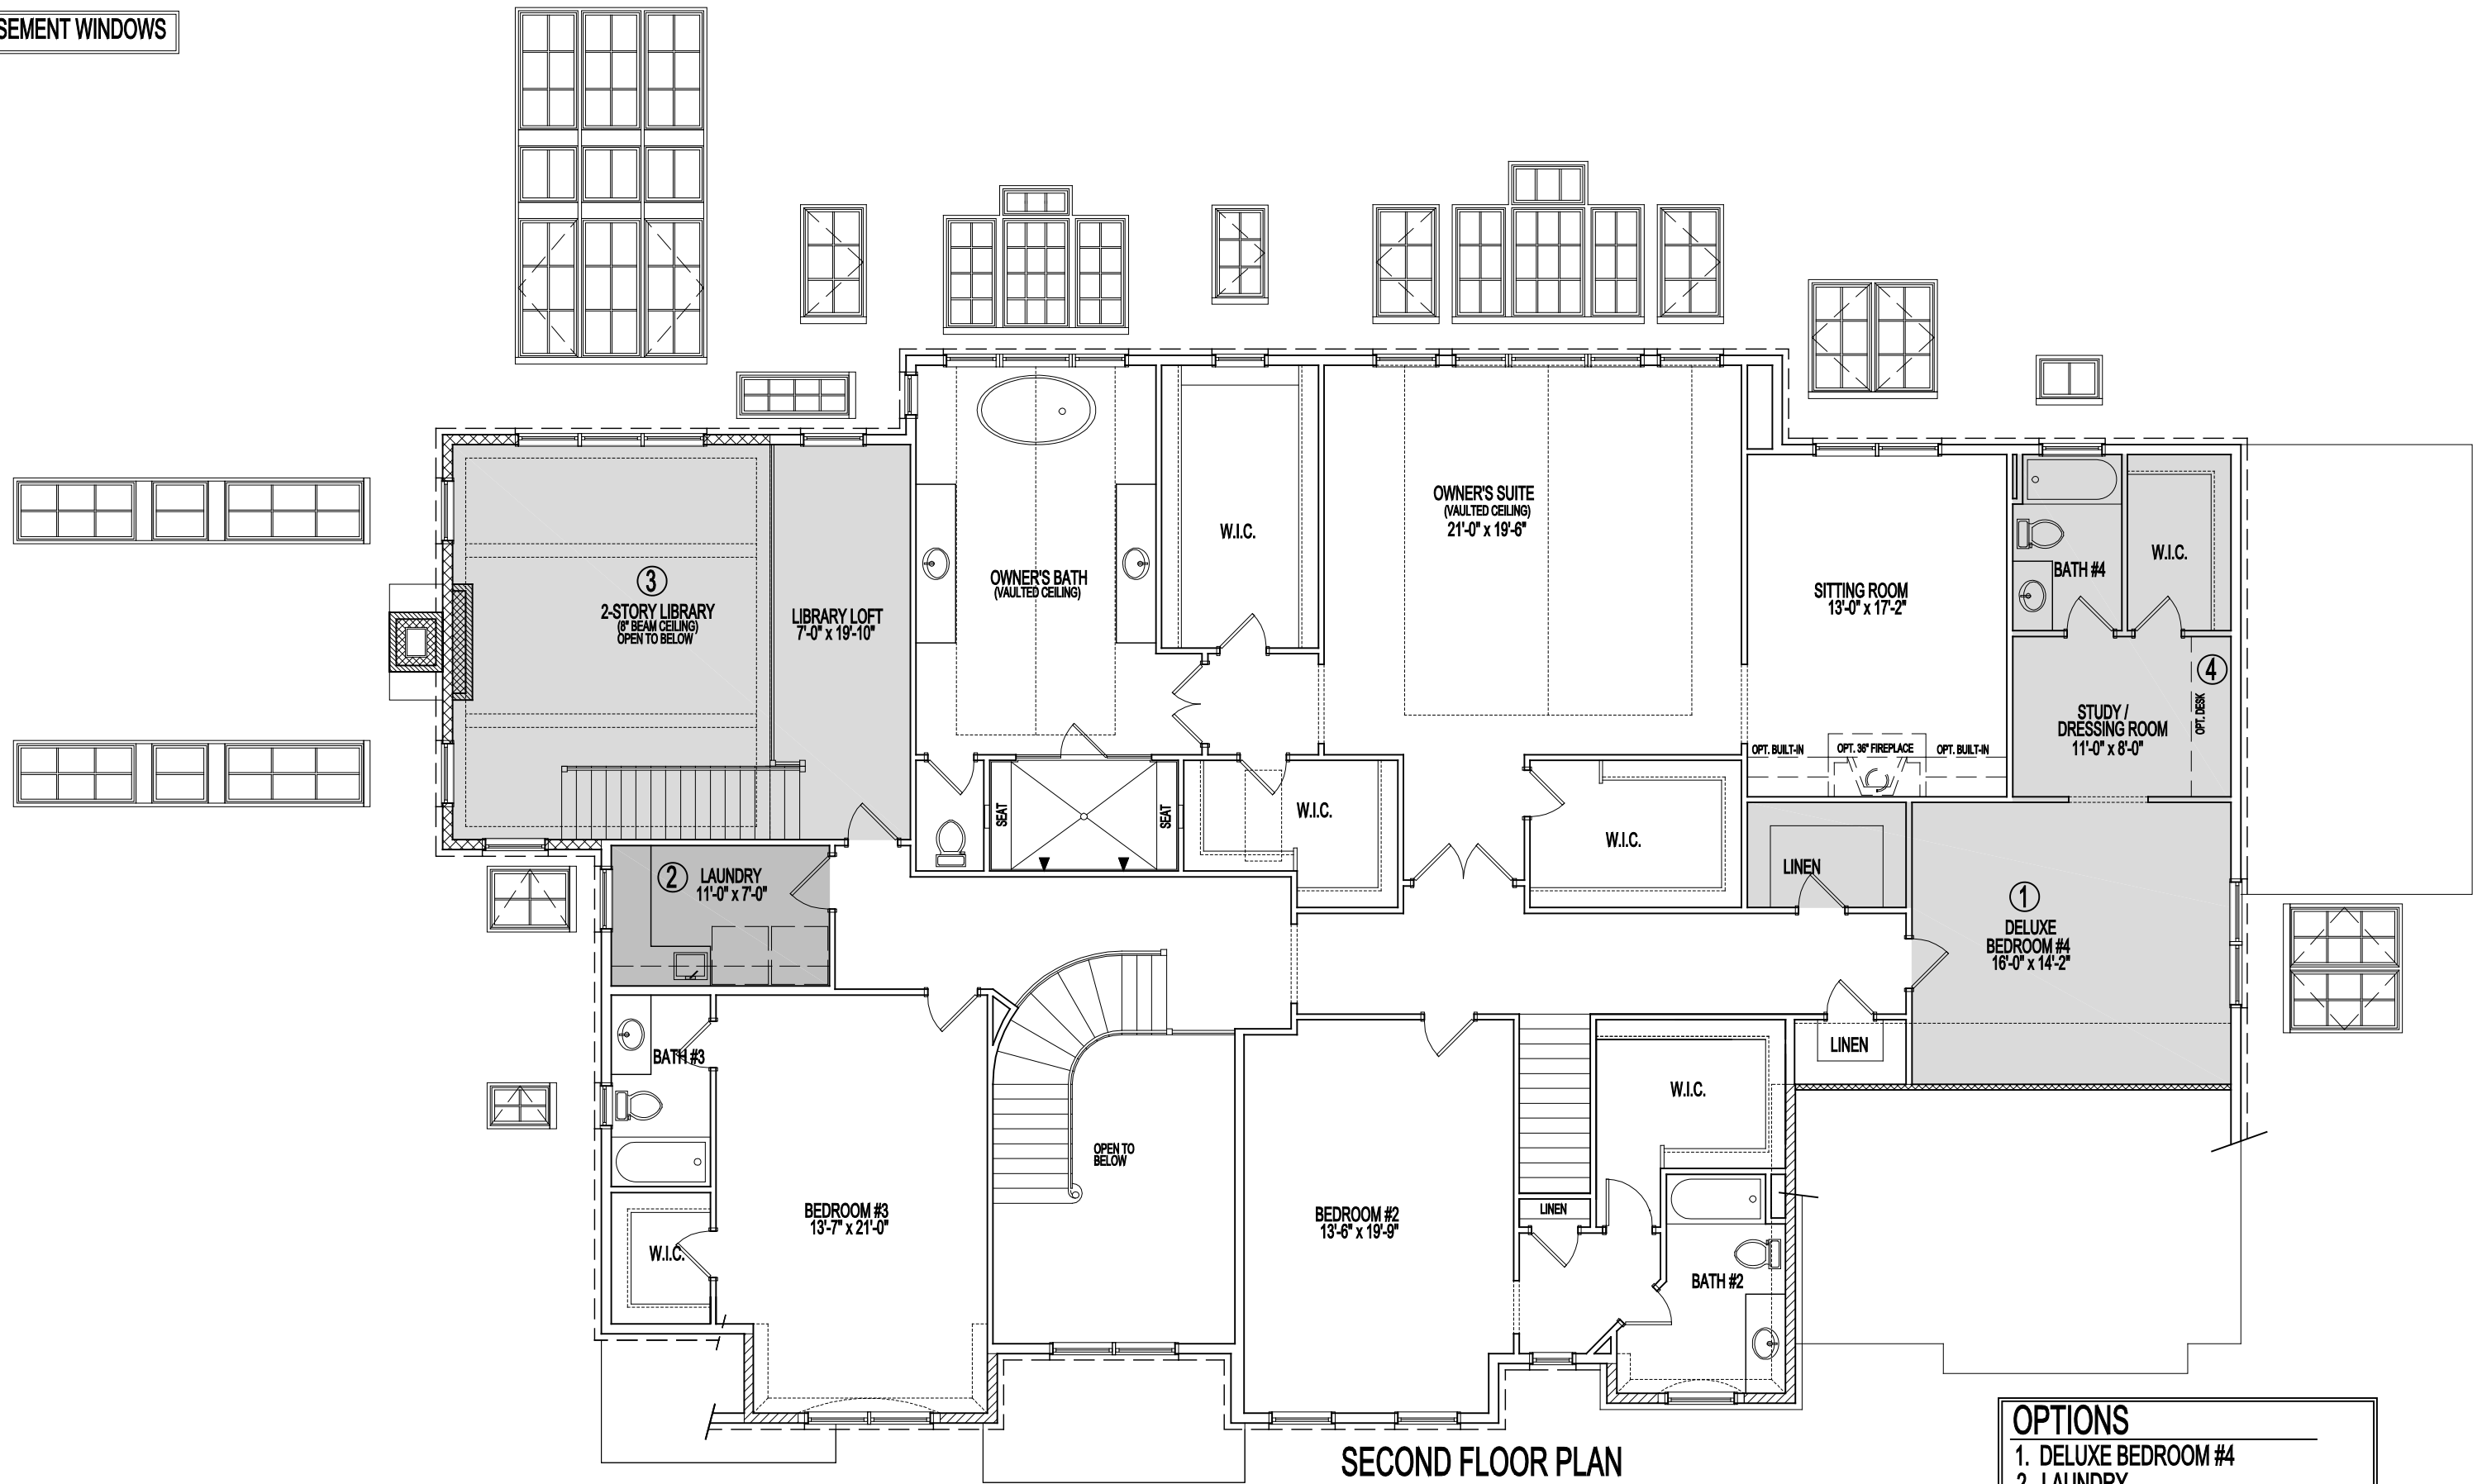 SEMENT WINDOWS
OWNER'S SUITE
(VAULTED CEILING)
21'-0" x 19'-6"
W.I.C.
W.I.C.
BATH #4
OWNER'S BATH
(VAULTED CEILING)
SITTING ROOM
13'-0" x 17'-2"
3
2-STORY LIBRARY
(8" BEAM CEILING)
OPEN TO BELOW
LIBRARY LOFT
7'-0" x 19'-10"
4
OPT. DESK
STUDY /
DRESSING ROOM
11'-0" x 8'-0"
OPT. BUILT-IN
OPT. 36" FIREPLACE
OPT. BUILT-IN
SEAT
SEAT
W.I.C.
W.I.C.
LINEN
2
LAUNDRY
11'-0" x 7'-0"
1
DELUXE
BEDROOM #4
16'-0" x 14'-2"
BATH #3
LINEN
W.I.C.
OPEN TO
BELOW
BEDROOM #3
13'-7" x 21'-0"
BEDROOM #2
13'-6" x 19'-9"
LINEN
W.I.C.
BATH #2
SECOND FLOOR PLAN
OPTIONS
1. DELUXE BEDROOM #4
2. LAUNDRY